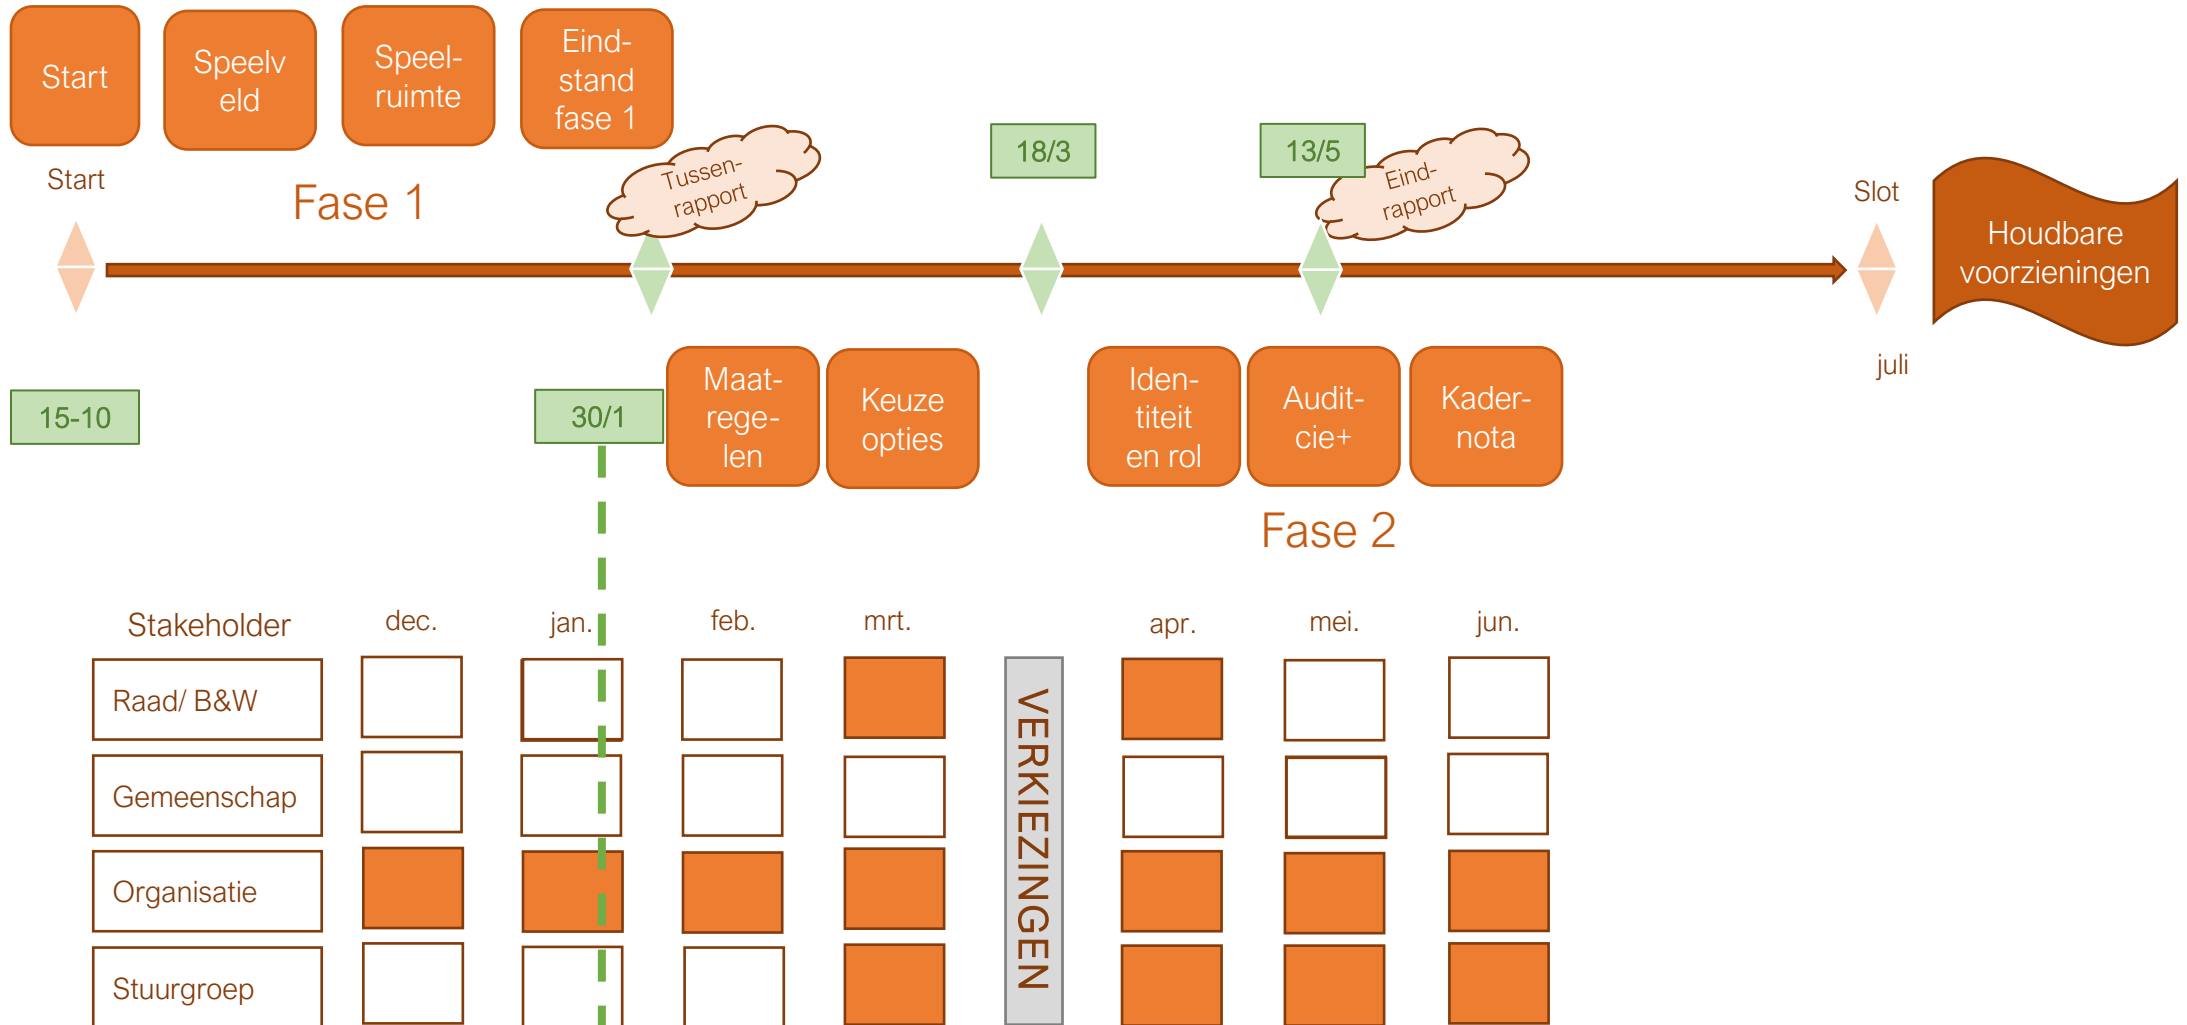 Start
Speelv
eld
Speel-
ruimte
Eind-
stand
fase 1
Start
Fase 1
Tussen-
rapport
18/3
13/5
Eind-
rapport
Slot
Houdbare
voorzieningen
juli
15-10
30/1
Maat-
rege-
len
Keuze
opties
Iden-
titeit
en rol
Audit-
cie+
Kader-
nota
Fase 2
Stakeholder
dec.
jan.
feb.
mrt.
apr.
mei.
jun.
Raad/ B&W
Gemeenschap
Organisatie
Stuurgroep
VERKIEZINGEN